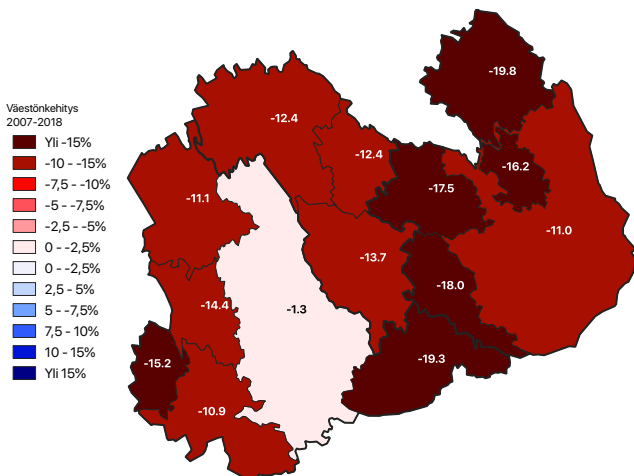 Väestönkehitys
2007-2018
Yli -15%
-10 - -15%
-7,5 - -10%
-5 - -7,5%
-2,5 - -5%
0 - -2,5%
0 - -2,5%
2,5 - 5%
5 - -7,5%
7,5 - 10%
10 - 15%
Yli 15%
-19.8
-12.4
-12.4
-16.2
-11.1
-17.5
-11.0
-13.7
-18.0
-14.4
-1.3
-15.2
-19.3
-10.9